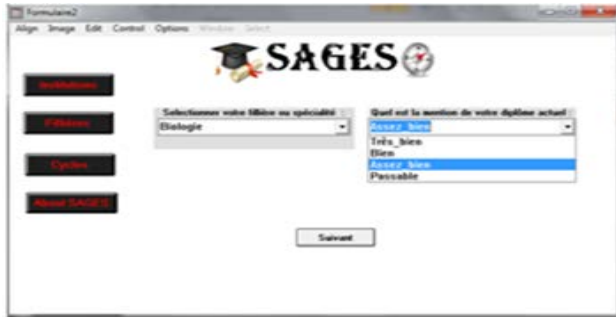 Formulaire2
Align Image Edit Control Options Window Select
SAGES
Institutions
Sélectionner votre filière ou spécialité
Quel est la mention de votre diplôme actuel
Biologie
Assez_bien
Filières
Très_bien
Bien
Assez_bien
Passable
Cycles
About SAGES
Suivant